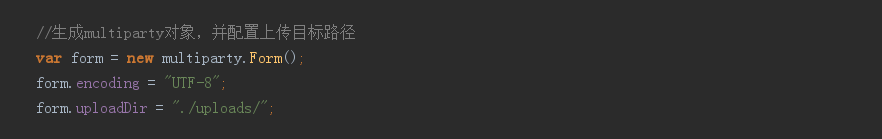 //生成multiparty对象，并配置上传目标路径
var form = new multiparty.Form();
form.encoding = "UTF-8";
form.uploadDir = "./uploads/";